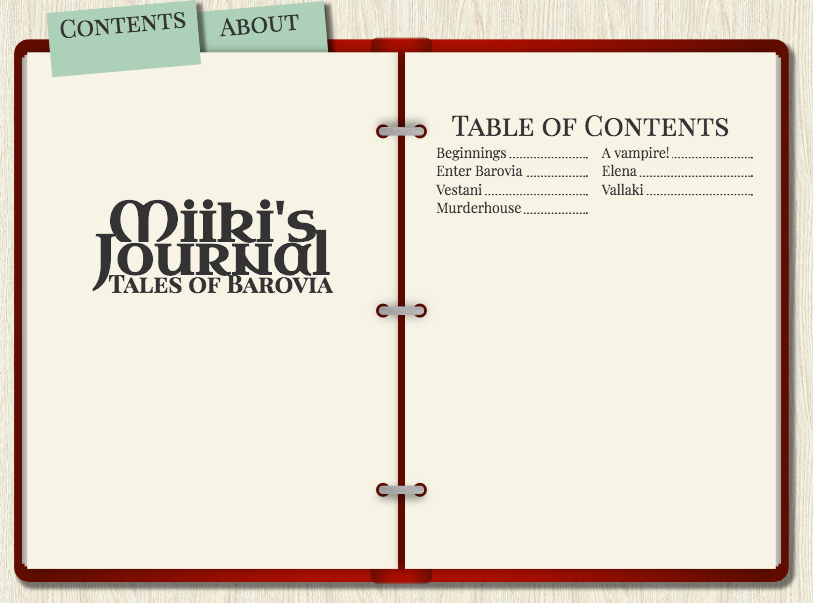 Contents
About
Miiki's
Journal
Tales of Barovia
Table of Contents
Beginnings
Enter Barovia
Vestani
Murderhouse
A vampire!
Elena
Vallaki